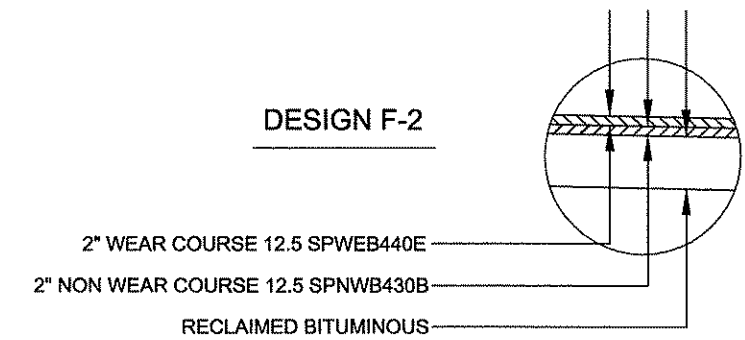 DESIGN F-2
2" WEAR COURSE 12.5 SPWEB440E
2" NON WEAR COURSE 12.5 SPNWB430B
RECLAIMED BITUMINOUS